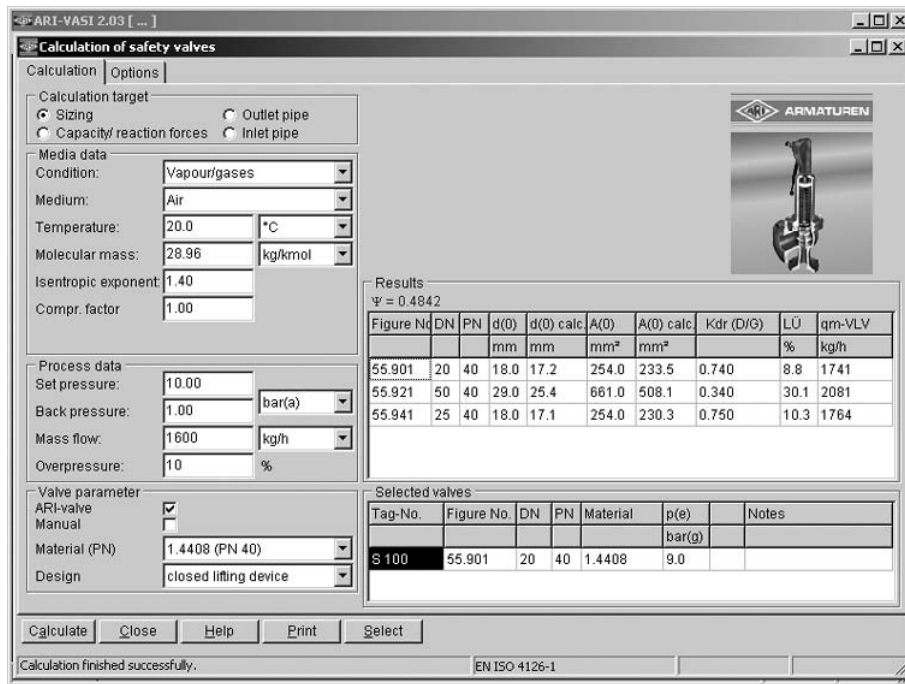 ARI-VASI 2.03 [ ... ]
Calculation of safety valves
Calculation Options
Calculation target
Sizing Outlet pipe
Capacity/ reaction forces Inlet pipe
ARI ARMATUREN
Media data
Condition: Vapour/gases
Medium: Air
Temperature: 20.0 °C
Molecular mass: 28.96 kg/kmol
Isentropic exponent: 1.40
Compr. factor 1.00
Results
Ψ = 0.4842
Figure No DN PN d(0) d(0) calc. A(0) A(0) calc. Kdr (D/G) LÜ qm-VLV
mm mm mm² mm² % kg/h
55.901 20 40 18.0 17.2 254.0 233.5 0.740 8.8 1741
55.921 50 40 29.0 25.4 661.0 508.1 0.340 30.1 2081
55.941 25 40 18.0 17.1 254.0 230.3 0.750 10.3 1764
Process data
Set pressure: 10.00
Back pressure: 1.00 bar(a)
Mass flow: 1600 kg/h
Overpressure: 10 %
Valve parameter
ARI-valve
Manual
Material (PN) 1.4408 (PN 40)
Design closed lifting device
Selected valves
Tag-No. Figure No. DN PN Material p(e) Notes
bar(g)
S 100 55.901 20 40 1.4408 9.0
Calculate Close Help Print Select
Calculation finished successfully. EN ISO 4126-1